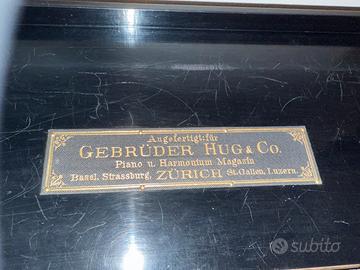 Angefertigt für
GEBRÜDER HUG & CO.
Piano u. Harmonium Magazin
Basel, Strassburg, ZÜRICH St. Gallen, Luzern.
subito